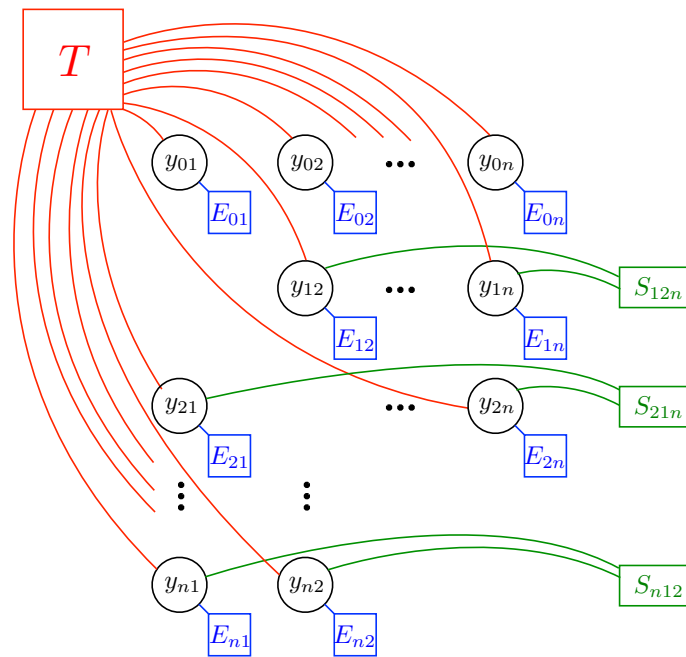 T
y₀₁ y₀₂ ··· y₀ₙ
E₀₁ E₀₂ E₀ₙ
y₁₂ ··· y₁ₙ S₁₂ₙ
E₁₂ E₁ₙ
y₂₁ ··· y₂ₙ S₂₁ₙ
E₂₁ E₂ₙ
⋮ ⋮
yₙ₁ yₙ₂ Sₙ₁₂
Eₙ₁ Eₙ₂